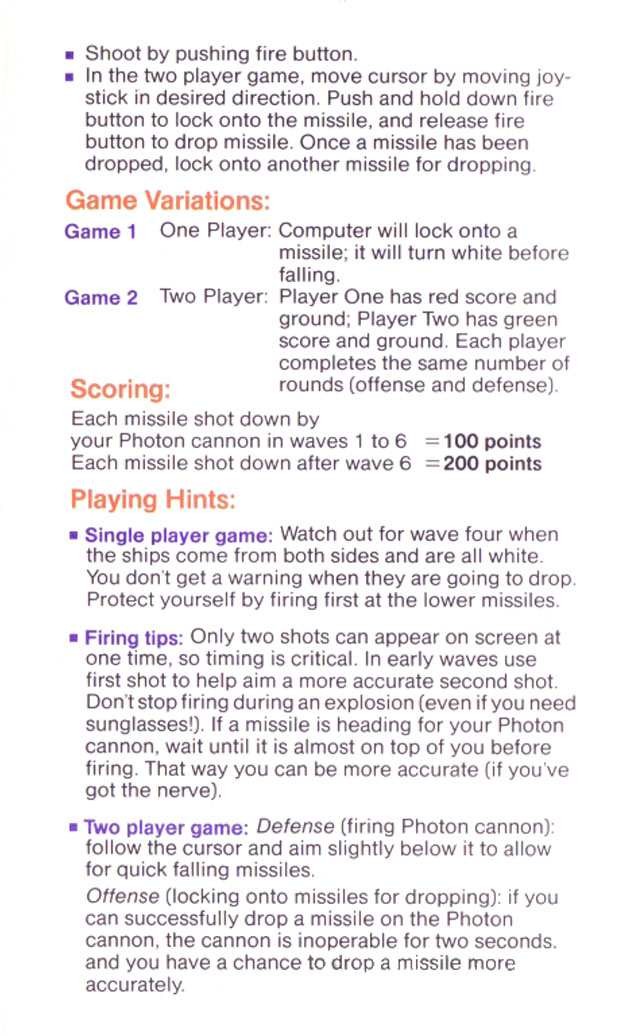 ▪ Shoot by pushing fire button.
▪ In the two player game, move cursor by moving joy-
stick in desired direction. Push and hold down fire
button to lock onto the missile, and release fire
button to drop missile. Once a missile has been
dropped, lock onto another missile for dropping.
Game Variations:
Game 1 One Player: Computer will lock onto a
missile; it will turn white before
falling.
Game 2 Two Player: Player One has red score and
ground; Player Two has green
score and ground. Each player
completes the same number of
rounds (offense and defense).
Scoring:
Each missile shot down by
your Photon cannon in waves 1 to 6 = 100 points
Each missile shot down after wave 6 = 200 points
Playing Hints:
▪ Single player game: Watch out for wave four when
the ships come from both sides and are all white.
You don't get a warning when they are going to drop.
Protect yourself by firing first at the lower missiles.
▪ Firing tips: Only two shots can appear on screen at
one time, so timing is critical. In early waves use
first shot to help aim a more accurate second shot.
Don't stop firing during an explosion (even if you need
sunglasses!). If a missile is heading for your Photon
cannon, wait until it is almost on top of you before
firing. That way you can be more accurate (if you've
got the nerve).
▪ Two player game: Defense (firing Photon cannon):
follow the cursor and aim slightly below it to allow
for quick falling missiles.
Offense (locking onto missiles for dropping): if you
can successfully drop a missile on the Photon
cannon, the cannon is inoperable for two seconds.
and you have a chance to drop a missile more
accurately.